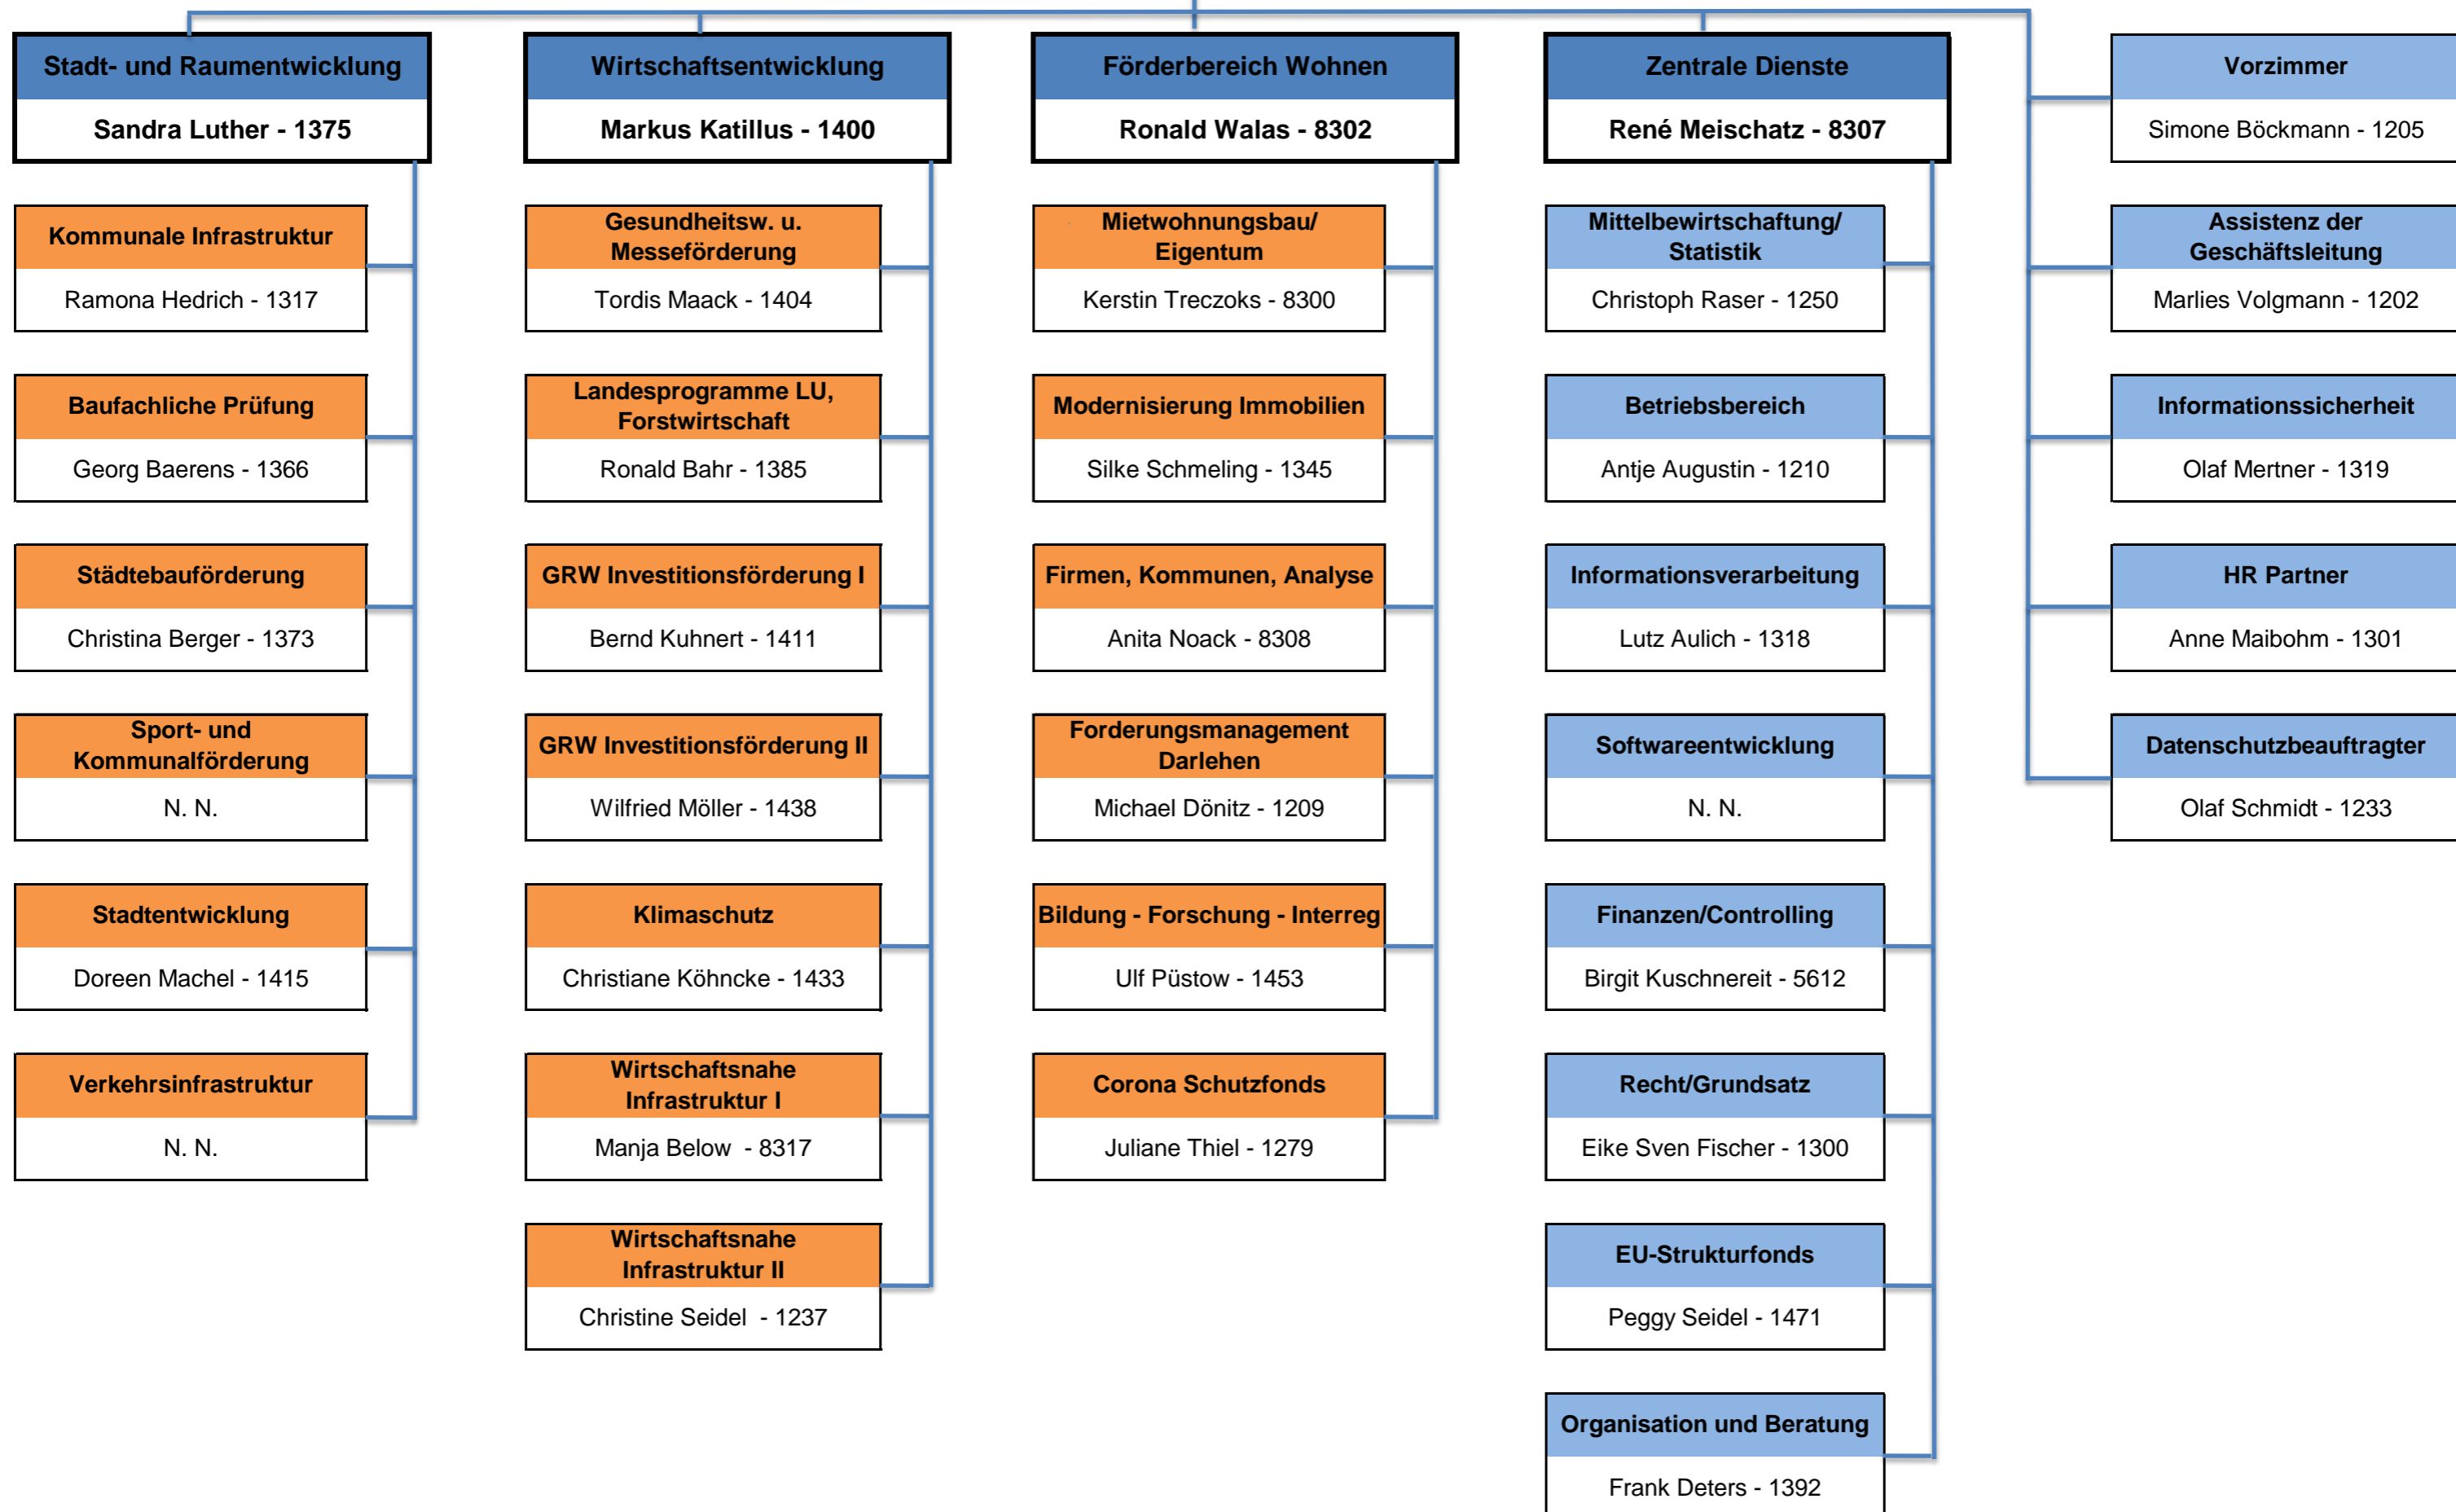 Stadt- und Raumentwicklung
Sandra Luther - 1375
Kommunale Infrastruktur
Ramona Hedrich - 1317
Baufachliche Prüfung
Georg Baerens - 1366
Städtebauförderung
Christina Berger - 1373
Sport- und
Kommunalförderung
N. N.
Stadtentwicklung
Doreen Machel - 1415
Verkehrsinfrastruktur
N. N.
Wirtschaftsentwicklung
Markus Katillus - 1400
Gesundheitsw. u.
Messeförderung
Tordis Maack - 1404
Landesprogramme LU,
Forstwirtschaft
Ronald Bahr - 1385
GRW Investitionsförderung I
Bernd Kuhnert - 1411
GRW Investitionsförderung II
Wilfried Möller - 1438
Klimaschutz
Christiane Köhncke - 1433
Wirtschaftsnahe
Infrastruktur I
Manja Below - 8317
Wirtschaftsnahe
Infrastruktur II
Christine Seidel - 1237
Förderbereich Wohnen
Ronald Walas - 8302
Mietwohnungsbau/
Eigentum
Kerstin Treczoks - 8300
Modernisierung Immobilien
Silke Schmeling - 1345
Firmen, Kommunen, Analyse
Anita Noack - 8308
Forderungsmanagement
Darlehen
Michael Dönitz - 1209
Bildung - Forschung - Interreg
Ulf Püstow - 1453
Corona Schutzfonds
Juliane Thiel - 1279
Zentrale Dienste
René Meischatz - 8307
Mittelbewirtschaftung/
Statistik
Christoph Raser - 1250
Betriebsbereich
Antje Augustin - 1210
Informationsverarbeitung
Lutz Aulich - 1318
Softwareentwicklung
N. N.
Finanzen/Controlling
Birgit Kuschnereit - 5612
Recht/Grundsatz
Eike Sven Fischer - 1300
EU-Strukturfonds
Peggy Seidel - 1471
Organisation und Beratung
Frank Deters - 1392
Vorzimmer
Simone Böckmann - 1205
Assistenz der
Geschäftsleitung
Marlies Volgmann - 1202
Informationssicherheit
Olaf Mertner - 1319
HR Partner
Anne Maibohm - 1301
Datenschutzbeauftragter
Olaf Schmidt - 1233